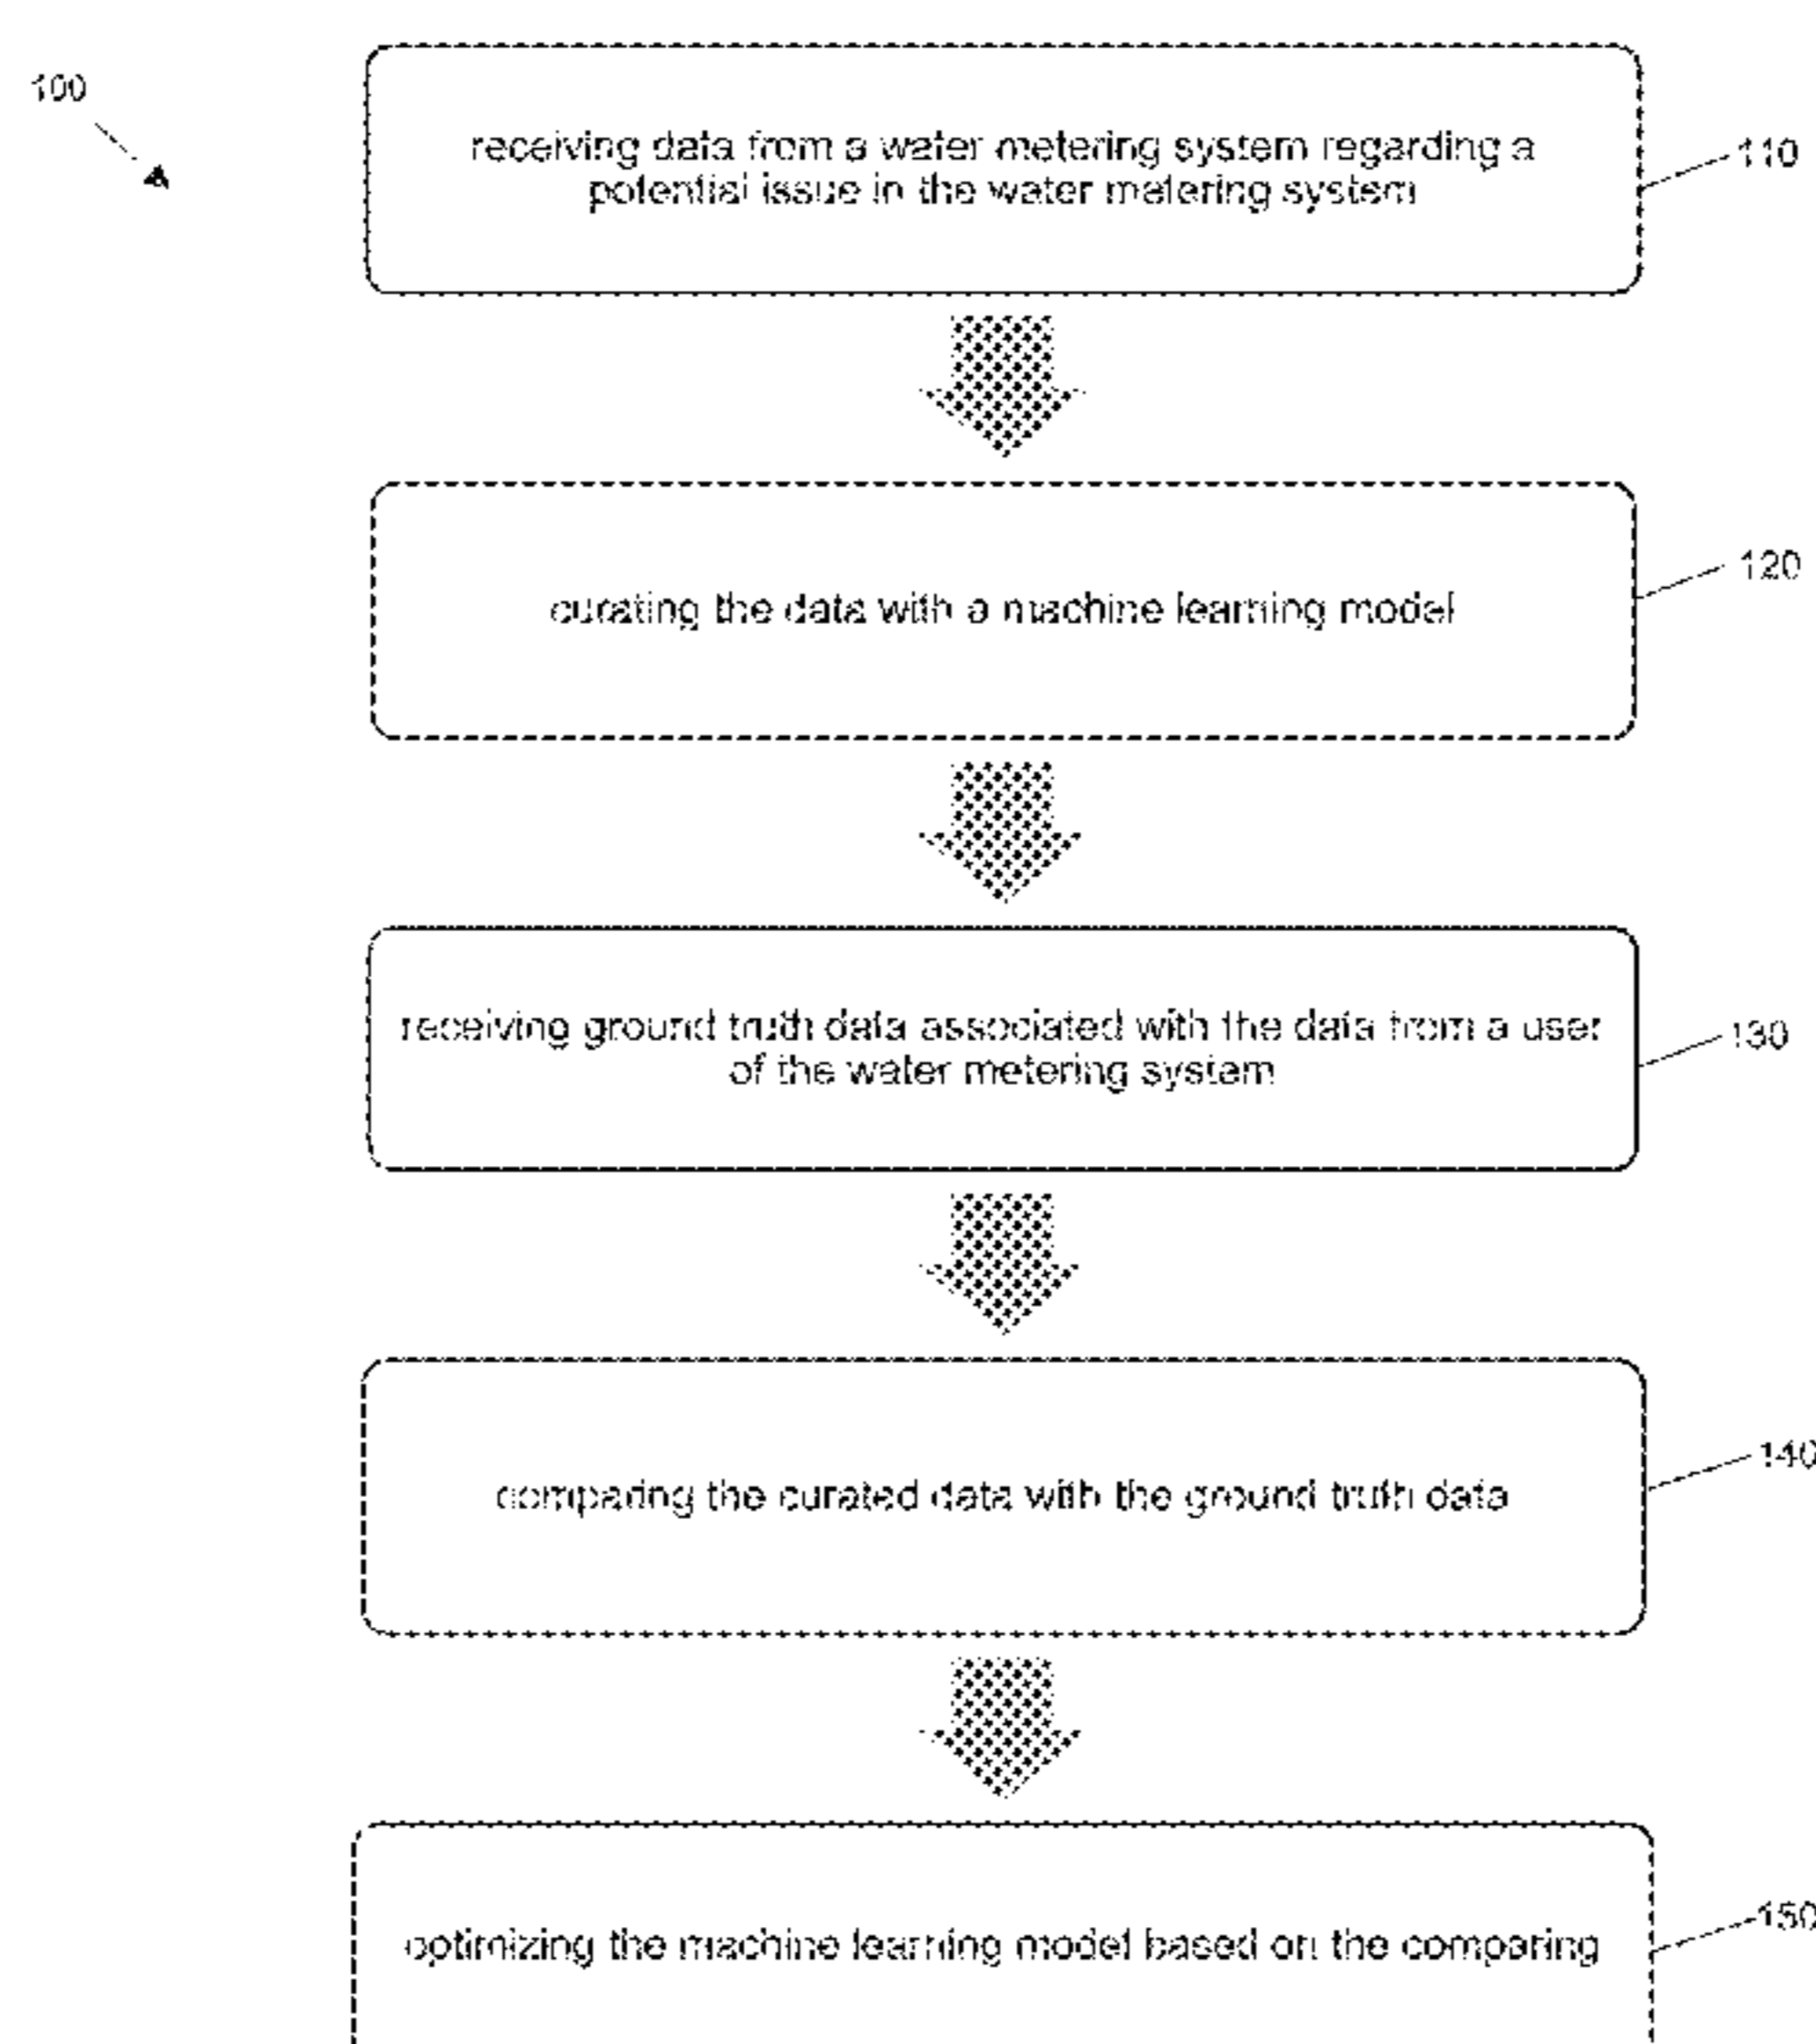 100
receiving data from a water metering system regarding a
potential issue in the water metering system
110
curating the data with a machine learning model
120
receiving ground truth data associated with the data from a user
of the water metering system
130
comparing the curated data with the ground truth data
140
optimizing the machine learning model based on the comparing
150